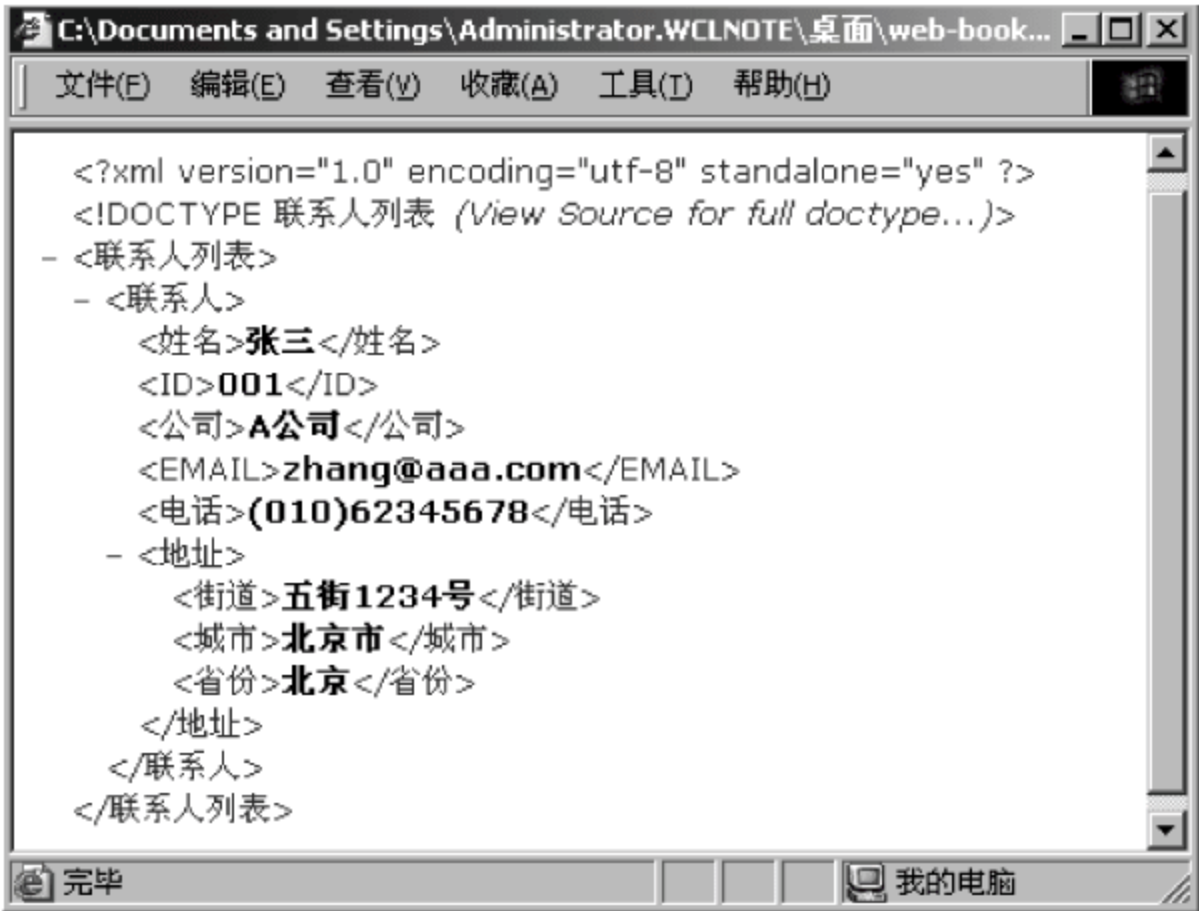 C:\Documents and Settings\Administrator.WCLNOTE\桌面\web-book...
文件(F) 编辑(E) 查看(V) 收藏(A) 工具(T) 帮助(H)
<?xml version="1.0" encoding="utf-8" standalone="yes" ?>
<!DOCTYPE 联系人列表 (View Source for full doctype...)>
- <联系人列表>
- <联系人>
<姓名>张三</姓名>
<ID>001</ID>
<公司>A公司</公司>
<EMAIL>zhang@aaa.com</EMAIL>
<电话>(010)62345678</电话>
- <地址>
<街道>五街1234号</街道>
<城市>北京市</城市>
<省份>北京</省份>
</地址>
</联系人>
</联系人列表>
完毕 我的电脑